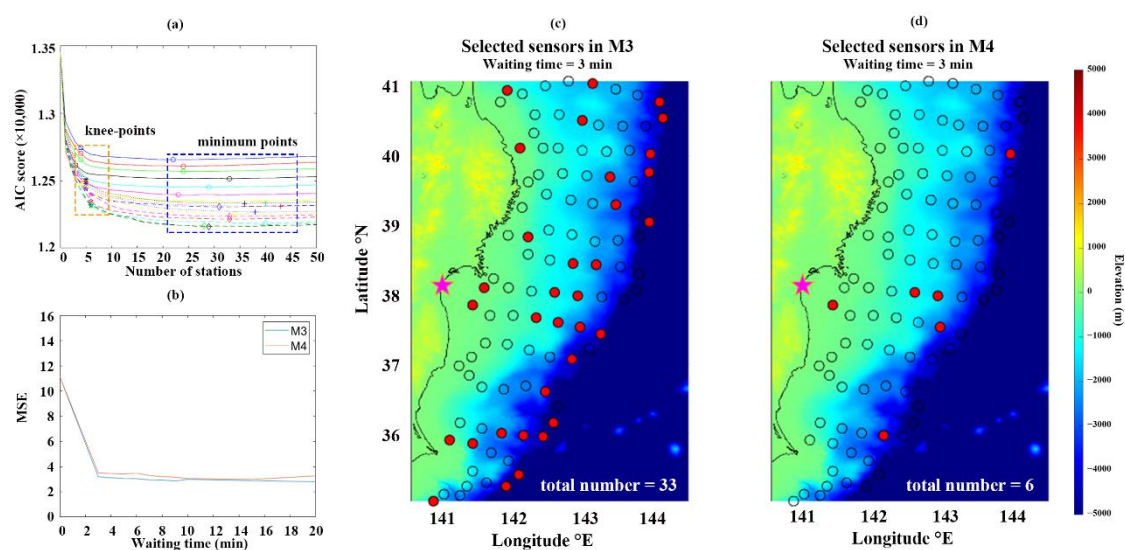 (a)
1.35
1.3
1.25
1.2
AIC score (×10,000)
knee-points
minimum points
0 5 10 15 20 25 30 35 40 45 50
Number of stations
(b)
16
14
12
10
8
6
4
2
0
MSE
M3
M4
0 2 4 6 8 10 12 14 16 18 20
Waiting time (min)
(c)
Selected sensors in M3
Waiting time = 3 min
41
40
39
38
37
36
Latitude °N
total number = 33
141 142 143 144
Longitude °E
(d)
Selected sensors in M4
Waiting time = 3 min
total number = 6
141 142 143 144
Longitude °E
5000
4000
3000
2000
1000
0
−1000
−2000
−3000
−4000
−5000
Elevation (m)